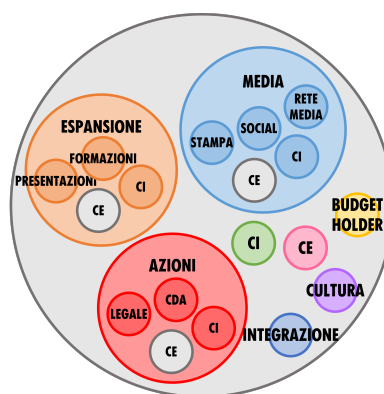 MEDIA
RETE
MEDIA
SOCIAL
STAMPA
CI
CE
ESPANSIONE
FORMAZIONI
PRESENTAZIONI
CI
CE
BUDGET
HOLDER
CI
CE
CULTURA
INTEGRAZIONE
AZIONI
CDA
LEGALE
CI
CE